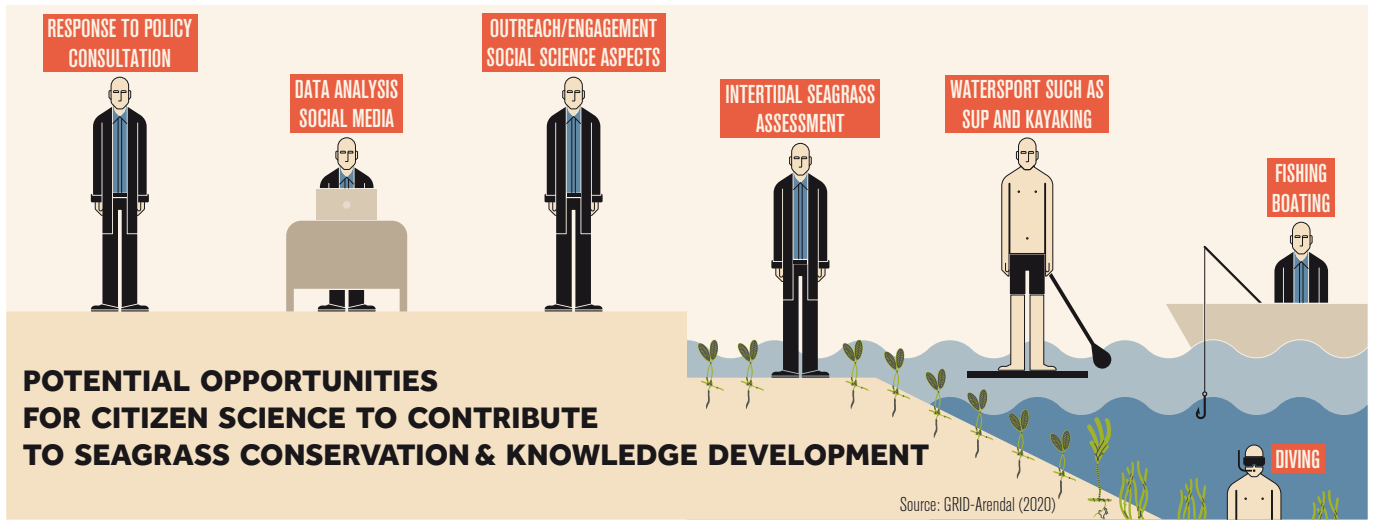 RESPONSE TO POLICY
CONSULTATION
DATA ANALYSIS
SOCIAL MEDIA
OUTREACH/ENGAGEMENT
SOCIAL SCIENCE ASPECTS
INTERTIDAL SEAGRASS
ASSESSMENT
WATERSPORT SUCH AS
SUP AND KAYAKING
FISHING
BOATING
POTENTIAL OPPORTUNITIES
FOR CITIZEN SCIENCE TO CONTRIBUTE
TO SEAGRASS CONSERVATION & KNOWLEDGE DEVELOPMENT
DIVING
Source: GRID-Arendal (2020)